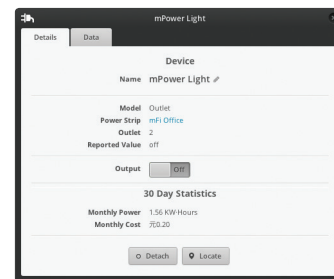 mPower Light
Details Data
Device
Name mPower Light
Model Outlet
Power Strip mFi Office
Outlet 2
Reported Value off
Output Off
30 Day Statistics
Monthly Power 1.56 KW-Hours
Monthly Cost 元0.20
Detach Locate